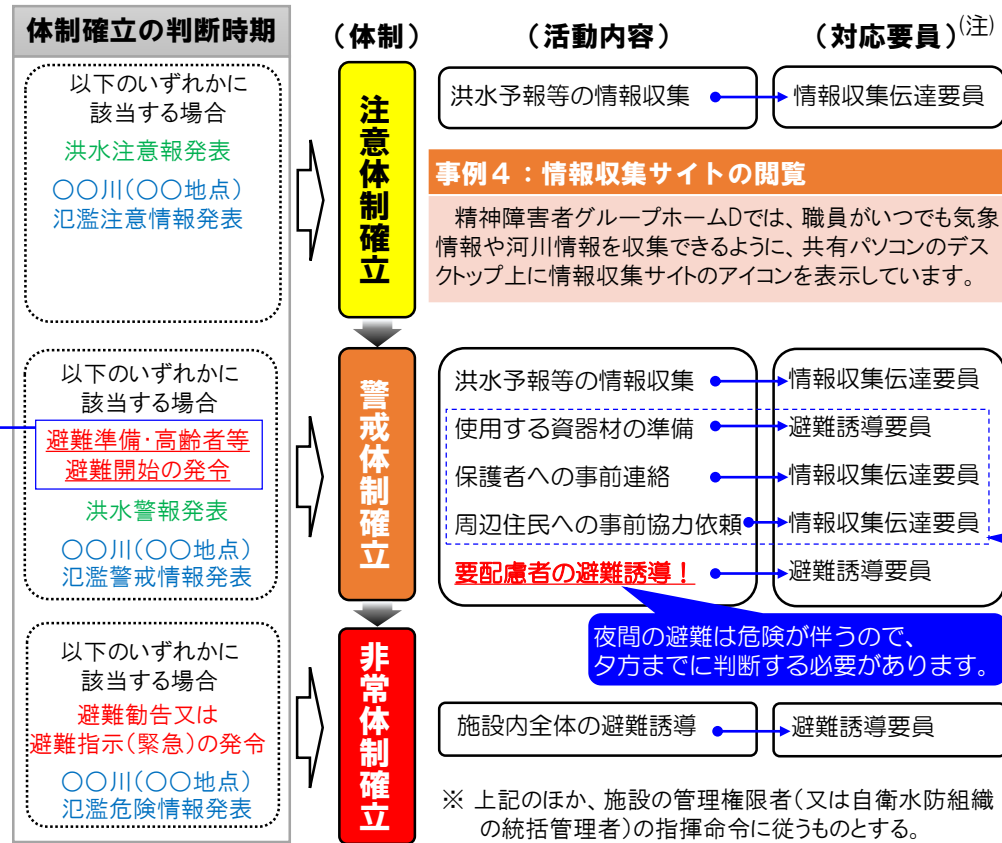 体制確立の判断時期
(体制)
(活動内容)
(対応要員)(注)
以下のいずれかに
該当する場合
洪水注意報発表
〇〇川(〇〇地点)
氾濫注意情報発表
注意体制確立
洪水予報等の情報収集
情報収集伝達要員
事例4：情報収集サイトの閲覧
精神障害者グループホームDでは、職員がいつでも気象
情報や河川情報を収集できるように、共有パソコンのデス
クトップ上に情報収集サイトのアイコンを表示しています。
以下のいずれかに
該当する場合
避難準備・高齢者等
避難開始の発令
洪水警報発表
〇〇川(〇〇地点)
氾濫警戒情報発表
警戒体制確立
洪水予報等の情報収集
情報収集伝達要員
使用する資器材の準備
避難誘導要員
保護者への事前連絡
情報収集伝達要員
周辺住民への事前協力依頼
情報収集伝達要員
要配慮者の避難誘導！
避難誘導要員
夜間の避難は危険が伴うので、
夕方までに判断する必要があります。
以下のいずれかに
該当する場合
避難勧告又は
避難指示(緊急)の発令
〇〇川(〇〇地点)
氾濫危険情報発表
非常体制確立
施設内全体の避難誘導
避難誘導要員
※ 上記のほか、施設の管理権限者(又は自衛水防組織
の統括管理者)の指揮命令に従うものとする。